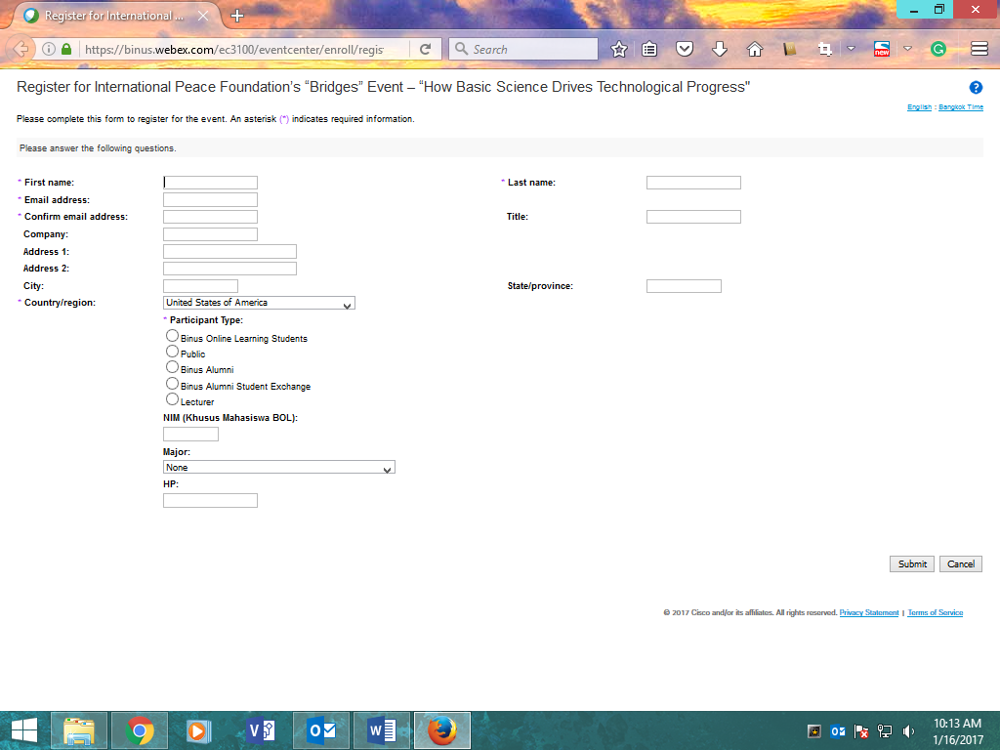 Register for International ...
https://binus.webex.com/ec3100/eventcenter/enroll/regis
Search
new
G
Register for International Peace Foundation's “Bridges” Event – “How Basic Science Drives Technological Progress"
?
English : Bangkok Time
Please complete this form to register for the event. An asterisk (*) indicates required information.
Please answer the following questions.
* First name:
* Last name:
* Email address:
* Confirm email address:
Title:
Company:
Address 1:
Address 2:
City:
State/province:
* Country/region:
United States of America
* Participant Type:
Binus Online Learning Students
Public
Binus Alumni
Binus Alumni Student Exchange
Lecturer
NIM (Khusus Mahasiswa BOL):
Major:
None
HP:
Submit
Cancel
© 2017 Cisco and/or its affiliates. All rights reserved. Privacy Statement | Terms of Service
10:13 AM
1/16/2017